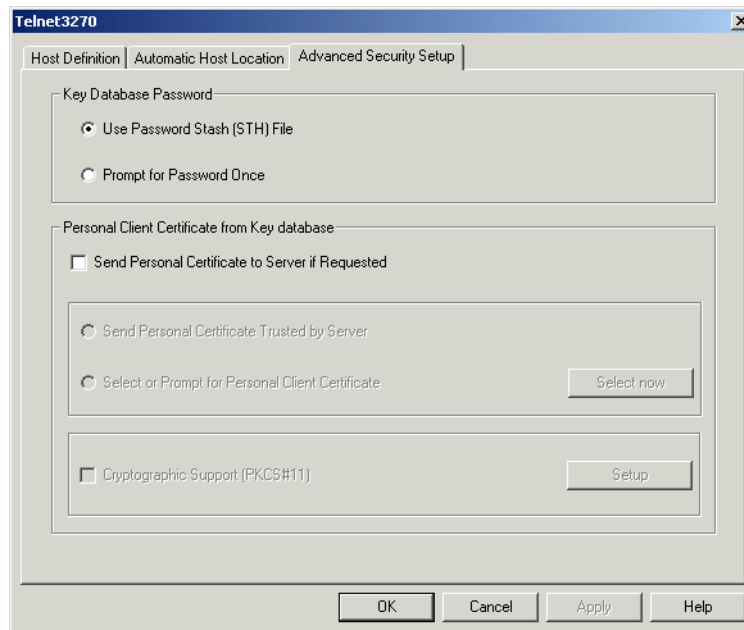 Telnet3270
Host Definition Automatic Host Location Advanced Security Setup
Key Database Password
Use Password Stash (STH) File
Prompt for Password Once
Personal Client Certificate from Key database
Send Personal Certificate to Server if Requested
Send Personal Certificate Trusted by Server
Select or Prompt for Personal Client Certificate Select now
Cryptographic Support (PKCS#11) Setup
OK Cancel Apply Help